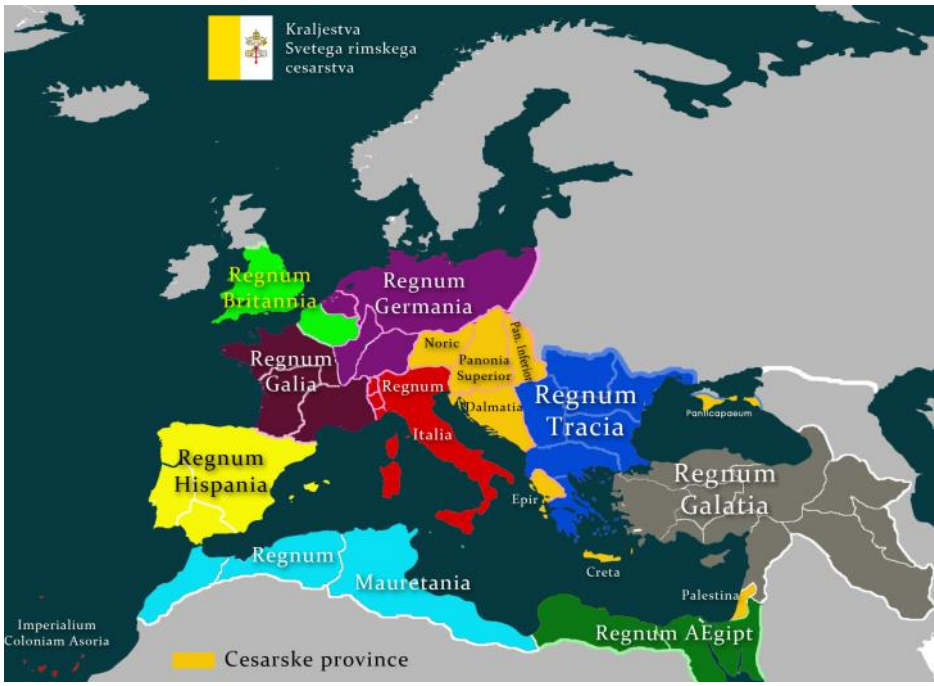 Kraljestva
Svetega rimskega
cesarstva
Regnum
Britannia
Regnum
Germania
Regnum
Galia
Noric
Panonia
Superior
Pan. Inferior
Regnum
Italia
Dalmatia
Regnum
Tracia
Panticapaeum
Regnum
Hispania
Epir
Regnum
Galatia
Creta
Regnum
Mauretania
Palestina
Regnum AEgipt
Imperialium
Coloniam Asoria
Cesarske province